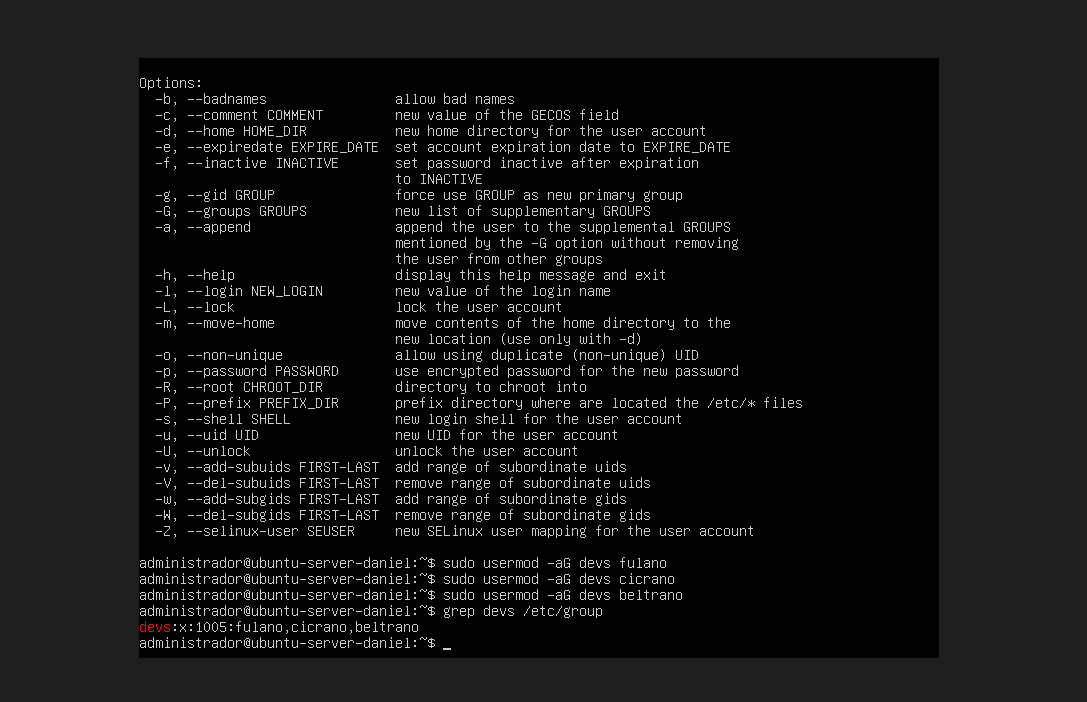 Options:
  -b, --badnames                allow bad names
  -c, --comment COMMENT         new value of the GECOS field
  -d, --home HOME_DIR           new home directory for the user account
  -e, --expiredate EXPIRE_DATE  set account expiration date to EXPIRE_DATE
  -f, --inactive INACTIVE       set password inactive after expiration
                                to INACTIVE
  -g, --gid GROUP               force use GROUP as new primary group
  -G, --groups GROUPS           new list of supplementary GROUPS
  -a, --append                  append the user to the supplemental GROUPS
                                mentioned by the -G option without removing
                                the user from other groups
  -h, --help                    display this help message and exit
  -l, --login NEW_LOGIN         new value of the login name
  -L, --lock                    lock the user account
  -m, --move-home               move contents of the home directory to the
                                new location (use only with -d)
  -o, --non-unique              allow using duplicate (non-unique) UID
  -p, --password PASSWORD       use encrypted password for the new password
  -R, --root CHROOT_DIR         directory to chroot into
  -P, --prefix PREFIX_DIR       prefix directory where are located the /etc/* files
  -s, --shell SHELL             new login shell for the user account
  -u, --uid UID                 new UID for the user account
  -U, --unlock                  unlock the user account
  -v, --add-subuids FIRST-LAST  add range of subordinate uids
  -V, --del-subuids FIRST-LAST  remove range of subordinate uids
  -w, --add-subgids FIRST-LAST  add range of subordinate gids
  -W, --del-subgids FIRST-LAST  remove range of subordinate gids
  -Z, --selinux-user SEUSER     new SELinux user mapping for the user account
administrador@ubuntu-server-daniel:~$ sudo usermod -aG devs fulano
administrador@ubuntu-server-daniel:~$ sudo usermod -aG devs cicrano
administrador@ubuntu-server-daniel:~$ sudo usermod -aG devs beltrano
administrador@ubuntu-server-daniel:~$ grep devs /etc/group
devs:x:1005:fulano,cicrano,beltrano
administrador@ubuntu-server-daniel:~$ _